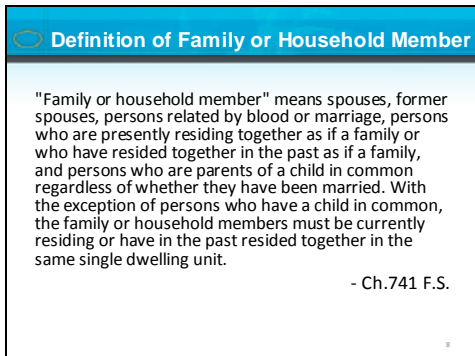 Definition of Family or Household Member
"Family or household member" means spouses, former
spouses, persons related by blood or marriage, persons
who are presently residing together as if a family or
who have resided together in the past as if a family,
and persons who are parents of a child in common
regardless of whether they have been married. With
the exception of persons who have a child in common,
the family or household members must be currently
residing or have in the past resided together in the
same single dwelling unit.
- Ch.741 F.S.